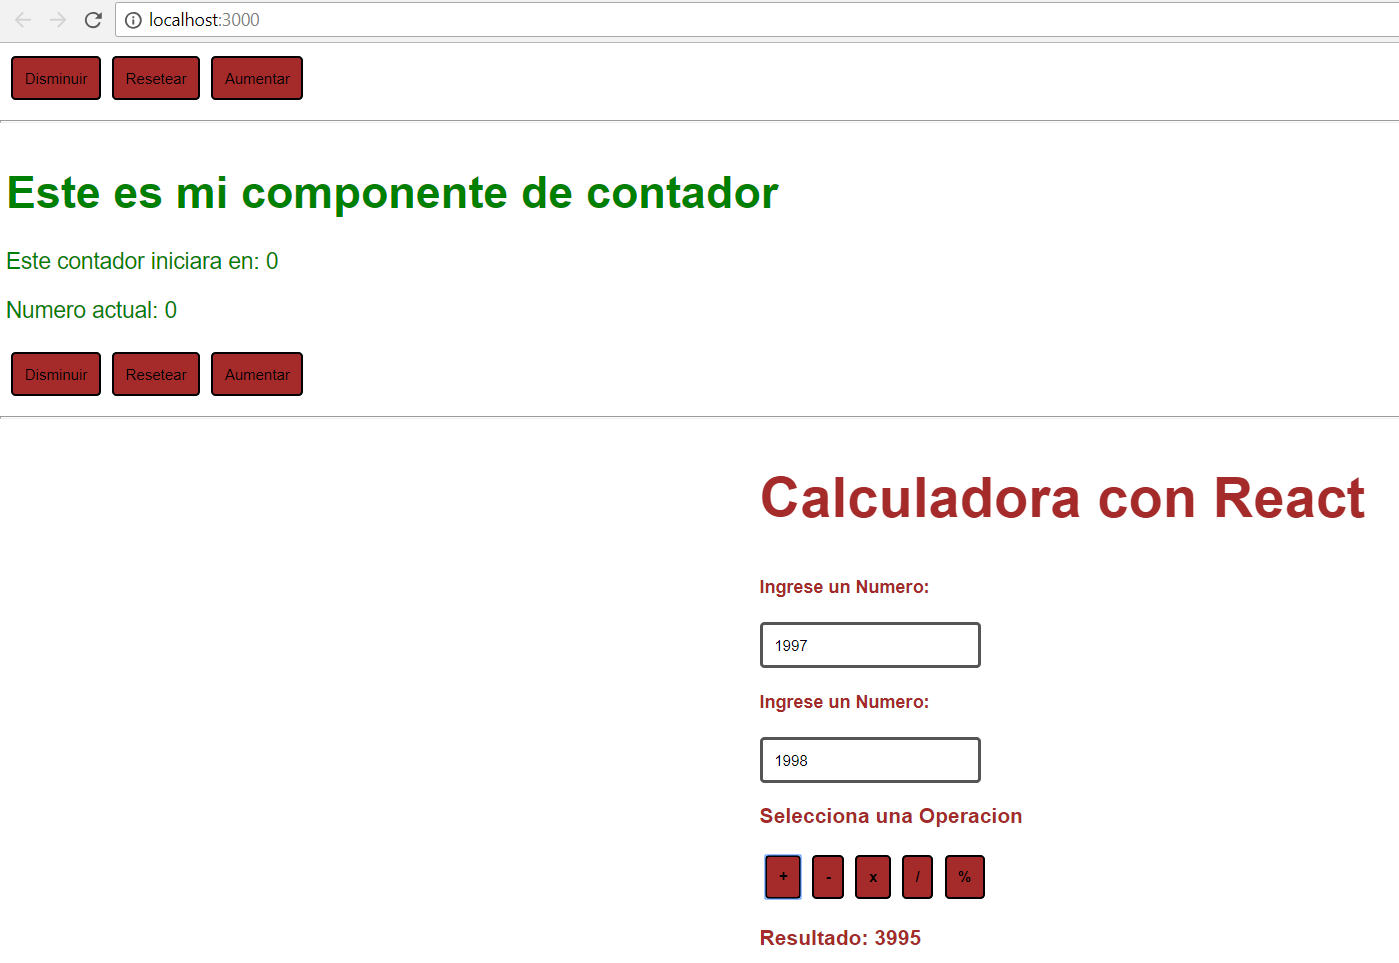 localhost:3000
Disminuir Resetear Aumentar
Este es mi componente de contador
Este contador iniciara en: 0
Numero actual: 0
Disminuir Resetear Aumentar
Calculadora con React
Ingrese un Numero:
1997
Ingrese un Numero:
1998
Selecciona una Operacion
+ - x / %
Resultado: 3995